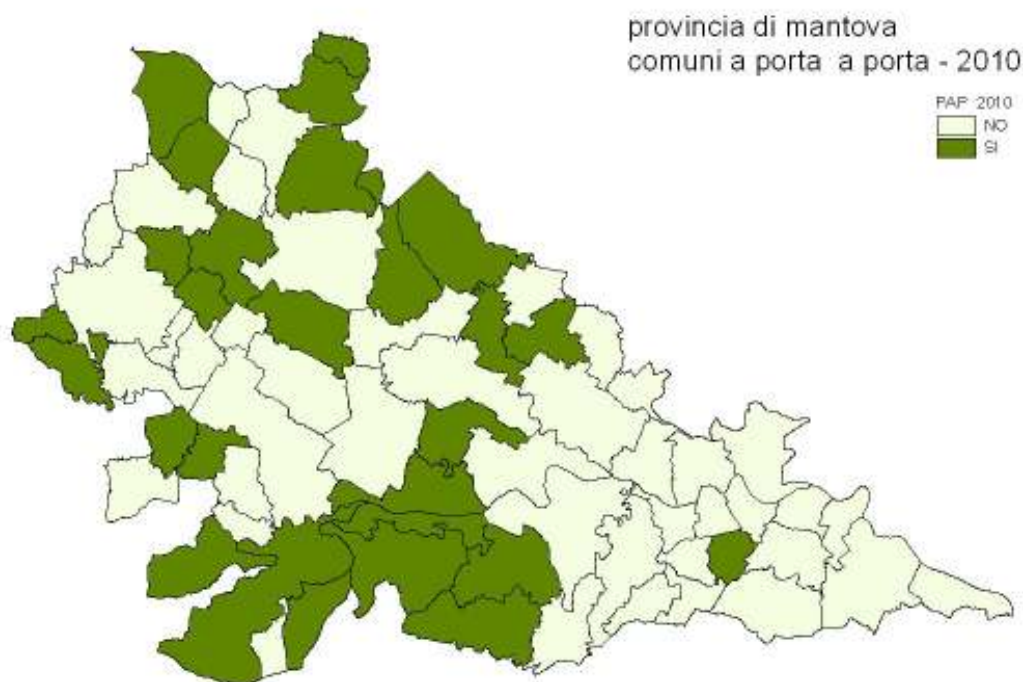 provincia di mantova
comuni a porta a porta - 2010
PAP 2010
NO
SI